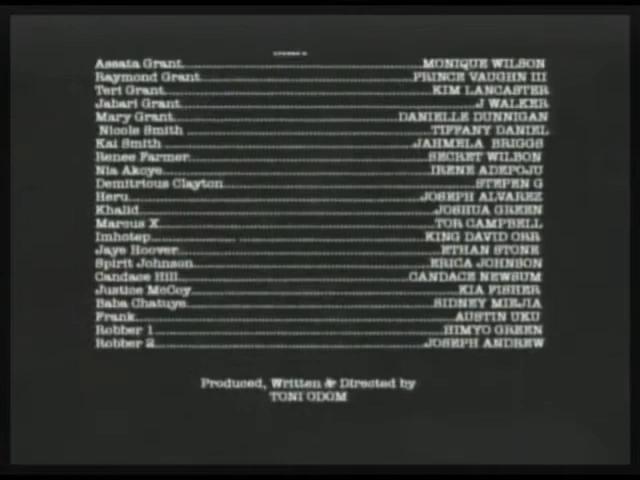 Assata Grant MONIQUE WILSON
Raymond Grant PRINCE VAUGHN III
Teri Grant KIM LANCASTER
Jabari Grant J WALKER
Mary Grant DANIELLE DUNNIGAN
Nicole Smith TIFFANY DANIEL
Kai Smith JAHMELA BRIGGS
Renee Farmer SECRET WILSON
Nia Akoye IRENE ADEPOJU
Demitrious Clayton STEFEN G
Heru JOSEPH ALVAREZ
Khalid JOSHUA GREEN
Marcus X TOR CAMPBELL
Imhotep KING DAVID ORR
Jaye Hoover ETHAN STONE
Spirit Johnson ERICA JOHNSON
Candace Hill CANDACE NEWSUM
Justice McCoy KIA FISHER
Baba Chatuye SIDNEY MEJIA
Frank AUSTIN UKU
Robber 1 HIMYO GREEN
Robber 2 JOSEPH ANDREW
Produced, Written & Directed by
TONI ODOM